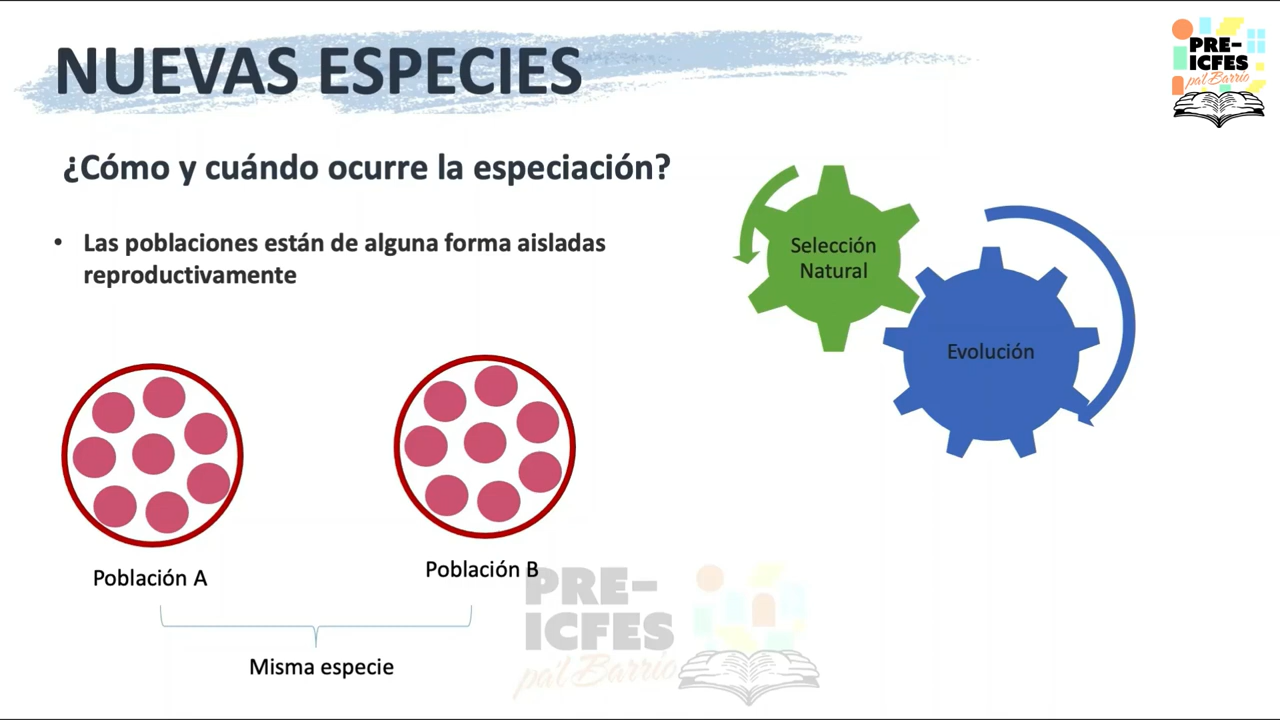 NUEVAS ESPECIES
PRE-
ICFES
pa'l Barrio
¿Cómo y cuándo ocurre la especiación?
• Las poblaciones están de alguna forma aisladas
reproductivamente
Selección
Natural
Evolución
Población A
Población B
Misma especie
PRE-
ICFES
pa'l Barrio